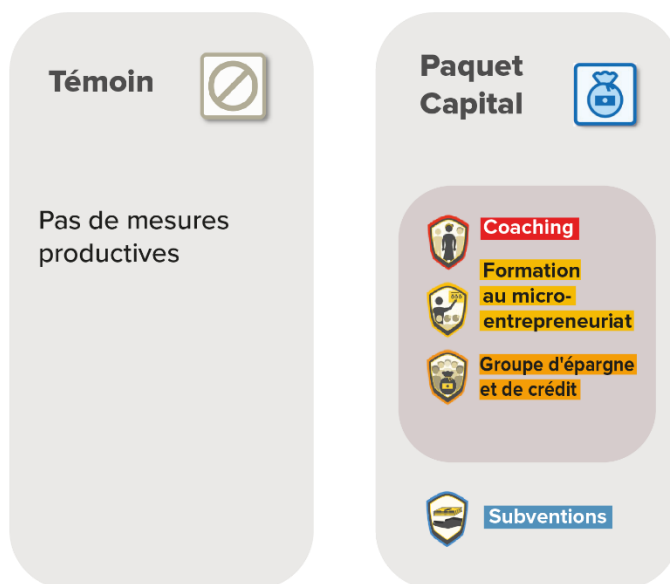 Témoin
Pas de mesures
productives
Paquet
Capital
Coaching
Formation
au micro-
entrepreneuriat
Groupe d'épargne
et de crédit
Subventions